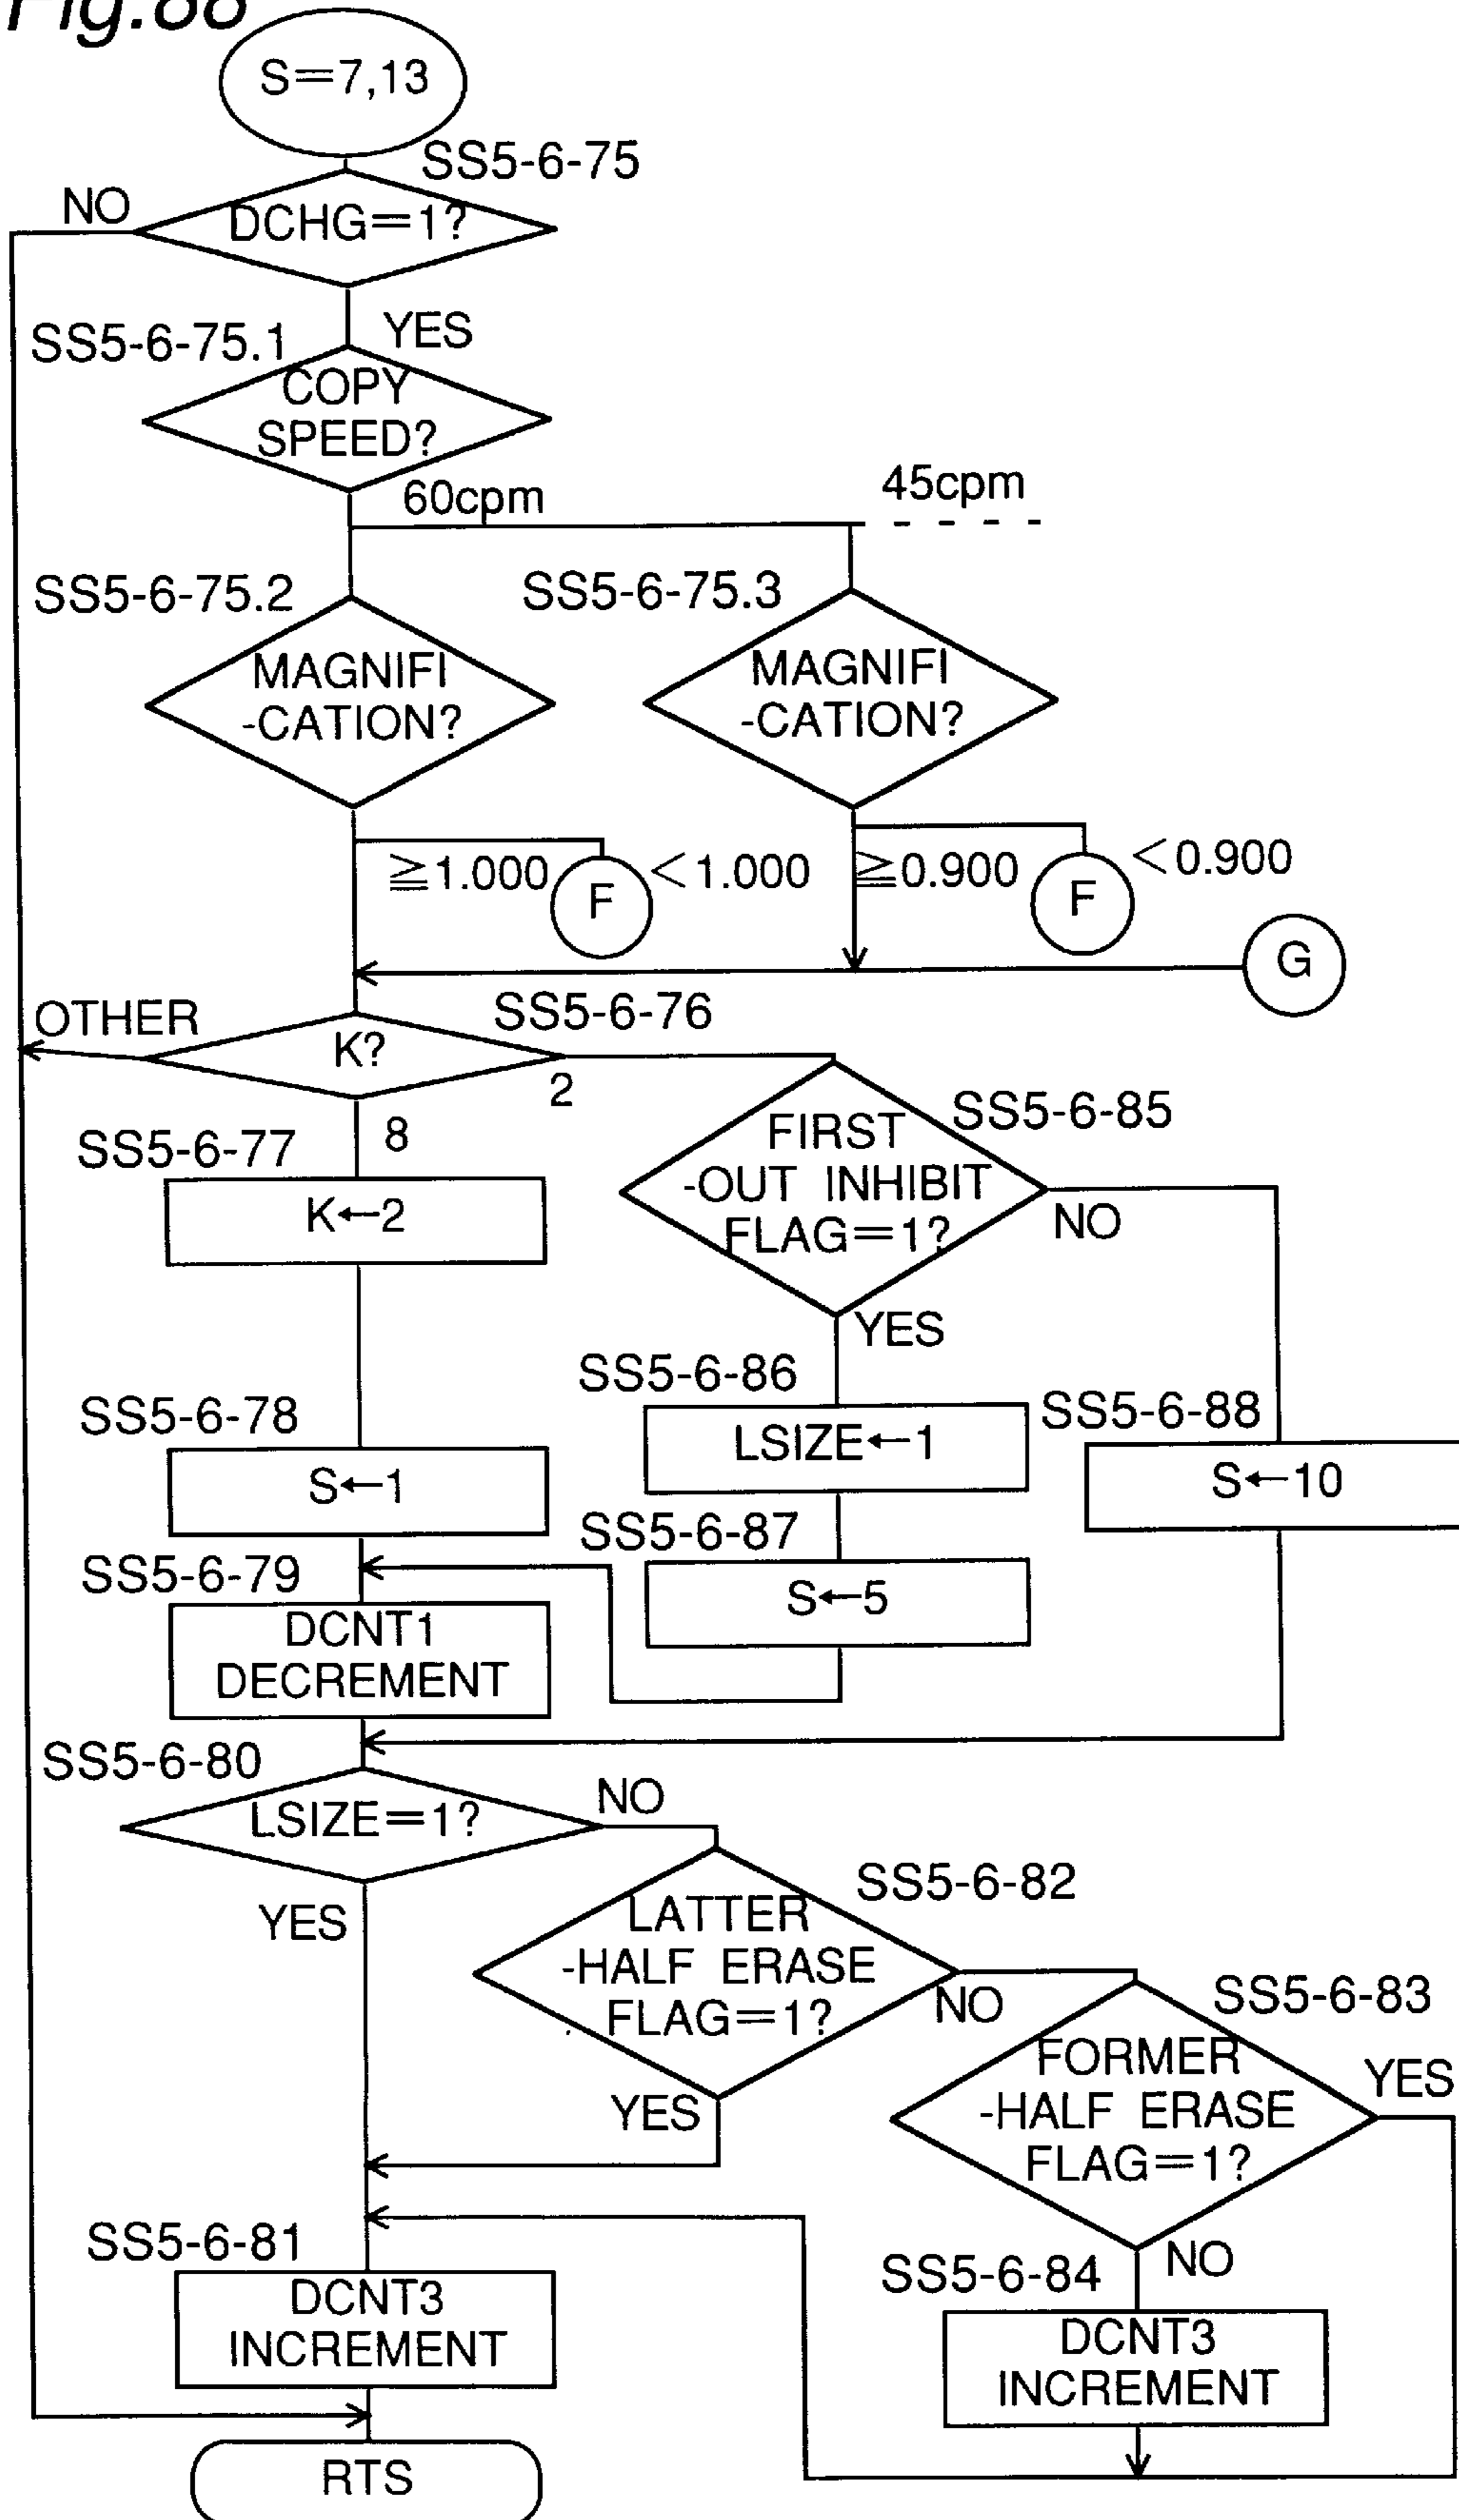 Fig.88
S=7,13
SS5-6-75
NO
DCHG=1?
YES
SS5-6-75.1
COPY
SPEED?
60cpm
45cpm
SS5-6-75.2
SS5-6-75.3
MAGNIFI
-CATION?
MAGNIFI
-CATION?
≧1.000
F
<1.000
≧0.900
F
<0.900
G
OTHER
SS5-6-76
K?
2
8
SS5-6-77
K←2
SS5-6-85
FIRST
-OUT INHIBIT
FLAG=1?
NO
YES
SS5-6-86
LSIZE←1
SS5-6-88
S←10
SS5-6-78
S←1
SS5-6-87
S←5
SS5-6-79
DCNT1
DECREMENT
SS5-6-80
LSIZE=1?
NO
YES
SS5-6-82
LATTER
-HALF ERASE
FLAG=1?
NO
YES
SS5-6-83
FORMER
-HALF ERASE
FLAG=1?
YES
NO
SS5-6-81
DCNT3
INCREMENT
SS5-6-84
DCNT3
INCREMENT
RTS